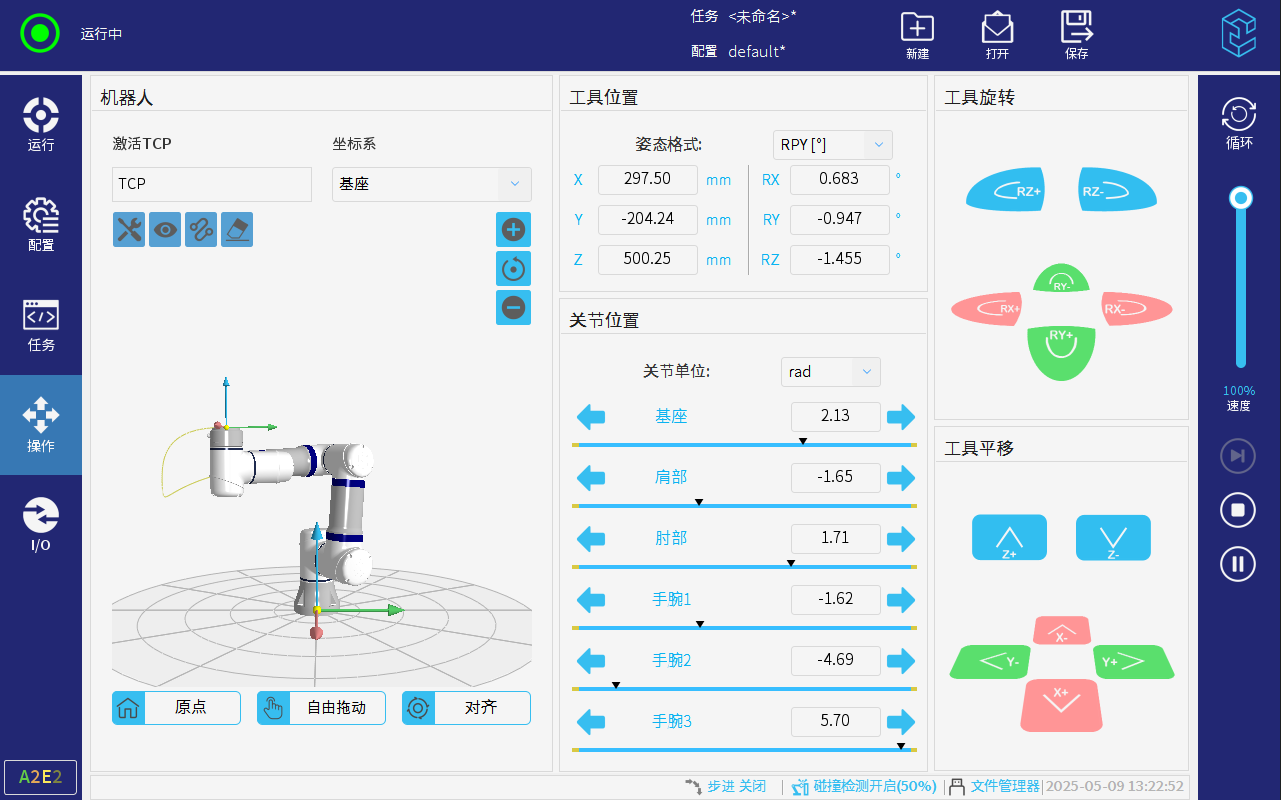 运行中
任务 <未命名>*
配置 default*
新建
打开
保存
运行
配置
任务
操作
I/O
A2E2
机器人
激活TCP
坐标系
TCP
基座
原点
自由拖动
对齐
工具位置
姿态格式:
RPY [°]
X 297.50 mm RX 0.683 °
Y -204.24 mm RY -0.947 °
Z 500.25 mm RZ -1.455 °
关节位置
关节单位:
rad
基座 2.13
肩部 -1.65
肘部 1.71
手腕1 -1.62
手腕2 -4.69
手腕3 5.70
工具旋转
RZ+ RZ-
RY-
RX+ RX-
RY+
工具平移
Z+ Z-
X-
Y- Y+
X+
循环
100%
速度
步进 关闭 | 碰撞检测开启(50%) | 文件管理器 | 2025-05-09 13:22:52